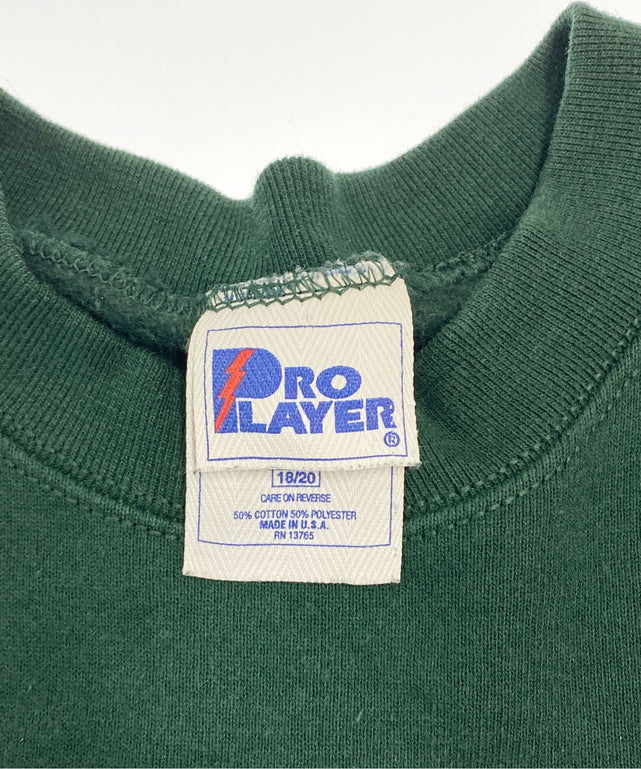 PRO
PLAYER
®
18/20
CARE ON REVERSE
50% COTTON 50% POLYESTER
MADE IN U.S.A.
RN 13765